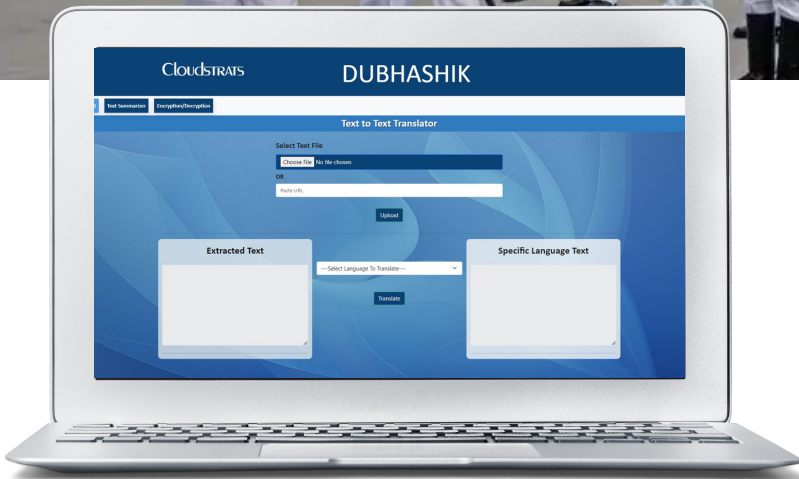 CLOUDSTRATS
DUBHASHIK
Text Summarizer
Encryption/Decryption
Text to Text Translator
Select Text File
Choose File No file chosen
OR
Paste URL
Upload
Extracted Text
---Select Language To Translate---
Translate
Specific Language Text